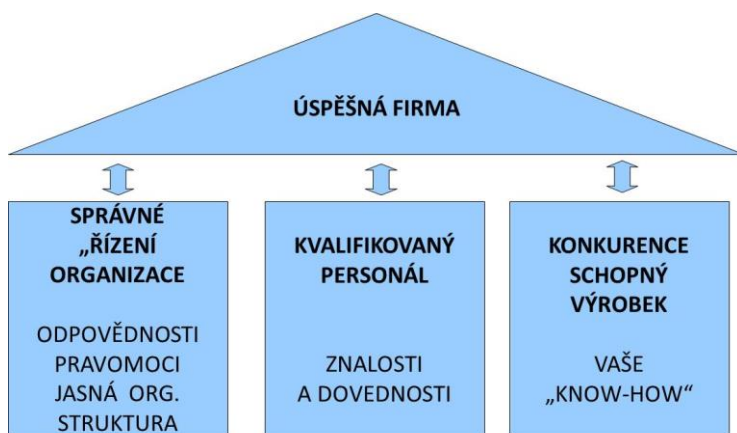 ÚSPĚŠNÁ FIRMA
SPRÁVNÉ
„ŘÍZENÍ
ORGANIZACE
ODPOVĚDNOSTI
PRAVOMOCI
JASNÁ ORG.
STRUKTURA
KVALIFIKOVANÝ
PERSONÁL
ZNALOSTI
A DOVEDNOSTI
KONKURENCE
SCHOPNÝ
VÝROBEK
VAŠE
„KNOW-HOW“